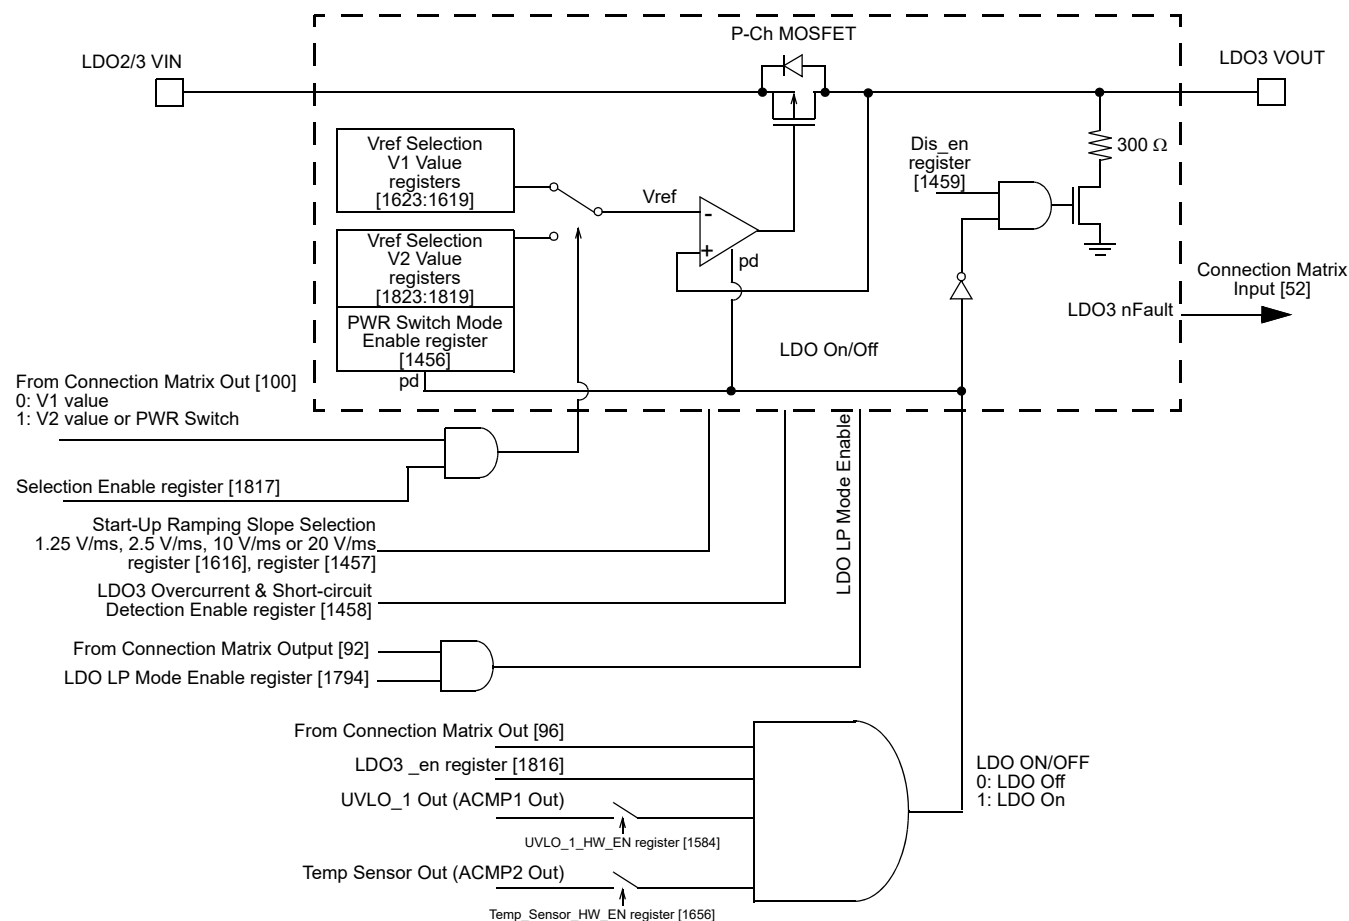 P-Ch MOSFET
LDO2/3 VIN
LDO3 VOUT
Vref Selection
V1 Value
registers
[1623:1619]
Vref
-
+
pd
Dis_en
register
[1459]
300 Ω
Vref Selection
V2 Value
registers
[1823:1819]
PWR Switch Mode
Enable register
[1456]
pd
LDO On/Off
LDO3 nFault
Connection Matrix
Input [52]
From Connection Matrix Out [100]
0: V1 value
1: V2 value or PWR Switch
Selection Enable register [1817]
Start-Up Ramping Slope Selection
1.25 V/ms, 2.5 V/ms, 10 V/ms or 20 V/ms
register [1616], register [1457]
LDO3 Overcurrent & Short-circuit
Detection Enable register [1458]
LDO LP Mode Enable
From Connection Matrix Output [92]
LDO LP Mode Enable register [1794]
From Connection Matrix Out [96]
LDO3 _en register [1816]
UVLO_1 Out (ACMP1 Out)
UVLO_1_HW_EN register [1584]
Temp Sensor Out (ACMP2 Out)
Temp_Sensor_HW_EN register [1656]
LDO ON/OFF
0: LDO Off
1: LDO On